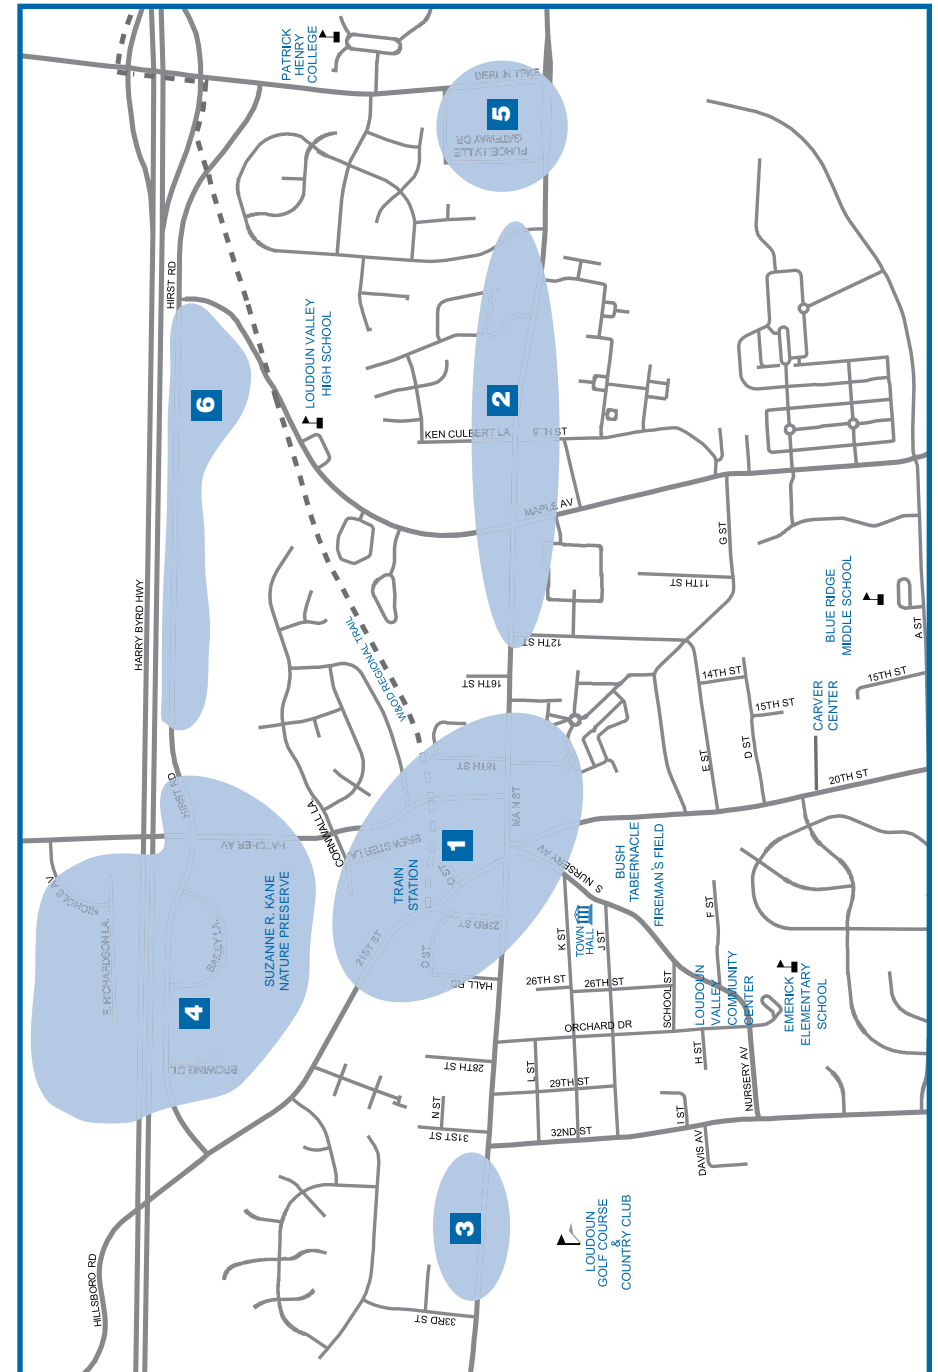 PATRICK
HENRY
COLLEGE
BERLIN TPKE
5
PURCELLVILLE
GATEWAY DR
HIRST RD
6
LOUDOUN VALLEY
HIGH SCHOOL
2
KEN CULBERT LA
MAPLE AV
HARRY BYRD HWY
W&OD REGIONAL TRAIL
G ST
11TH ST
12TH ST
BLUE RIDGE
MIDDLE SCHOOL
A ST
16TH ST
14TH ST
15TH ST
15TH ST
CARVER
CENTER
E ST
D ST
20TH ST
HIRST RD
HATCHER AV
CORNWALL LA
18TH ST
MAIN ST
BREWSTER LA
1
O ST
TRAIN
STATION
S NURSERY AV
BUSH
TABERNACLE
FIREMAN'S FIELD
NICHOLS AV
E RICHARDSON LA
BAILEY LA
SUZANNE R. KANE
NATURE PRESERVE
4
BROWNING CT
21ST ST
23RD ST
O ST
HALL RD
K ST
TOWN
HALL
J ST
F ST
26TH ST
26TH ST
SCHOOL ST
LOUDOUN
VALLEY
COMMUNITY
CENTER
EMERICK
ELEMENTARY
SCHOOL
ORCHARD DR
28TH ST
L ST
29TH ST
H ST
NURSERY AV
N ST
31ST ST
32ND ST
I ST
DAVIS AV
3
LOUDOUN
GOLF COURSE
&
COUNTRY CLUB
33RD ST
HILLSBORO RD